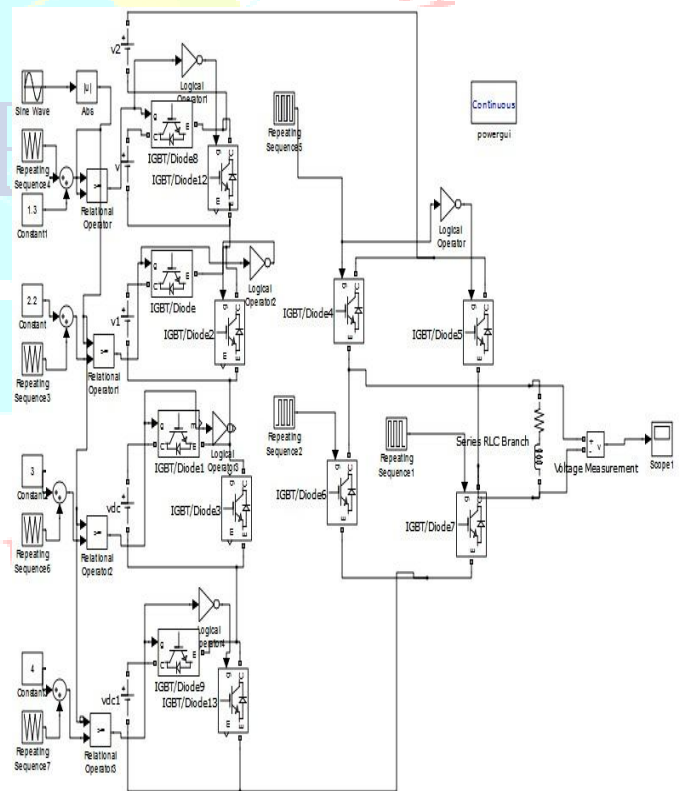 v2
Sine Wave
|u|
Abs
Logical
Operator1
Repeating
Sequence5
Continuous
powergui
g
C
E
IGBT/Diode8
v
IGBT/Diode12
g
C
m
E
Repeating
Sequence4
1.3
Constant1
Relational
Operator
Logical
Operator
Logical
Operator2
g
C
E
IGBT/Diode
v1
IGBT/Diode2
g
C
m
E
2.2
Constant
Repeating
Sequence3
Relational
Operator1
IGBT/Diode4
g
C
m
E
IGBT/Diode5
g
C
m
E
g
m
C
E
IGBT/Diode1
Logical
Operator3
Repeating
Sequence2
Repeating
Sequence1
Series RLC Branch
+
-
v
Voltage Measurement
Scope1
3
Constant
Repeating
Sequence6
vdc
IGBT/Diode3
g
C
m
E
Relational
Operator2
IGBT/Diode6
g
C
m
E
IGBT/Diode7
g
C
m
E
Logical
g
C
E
IGBT/Diode9
vdc1
IGBT/Diode13
g
C
m
E
4
Constant
Repeating
Sequence7
Relational
Operator3